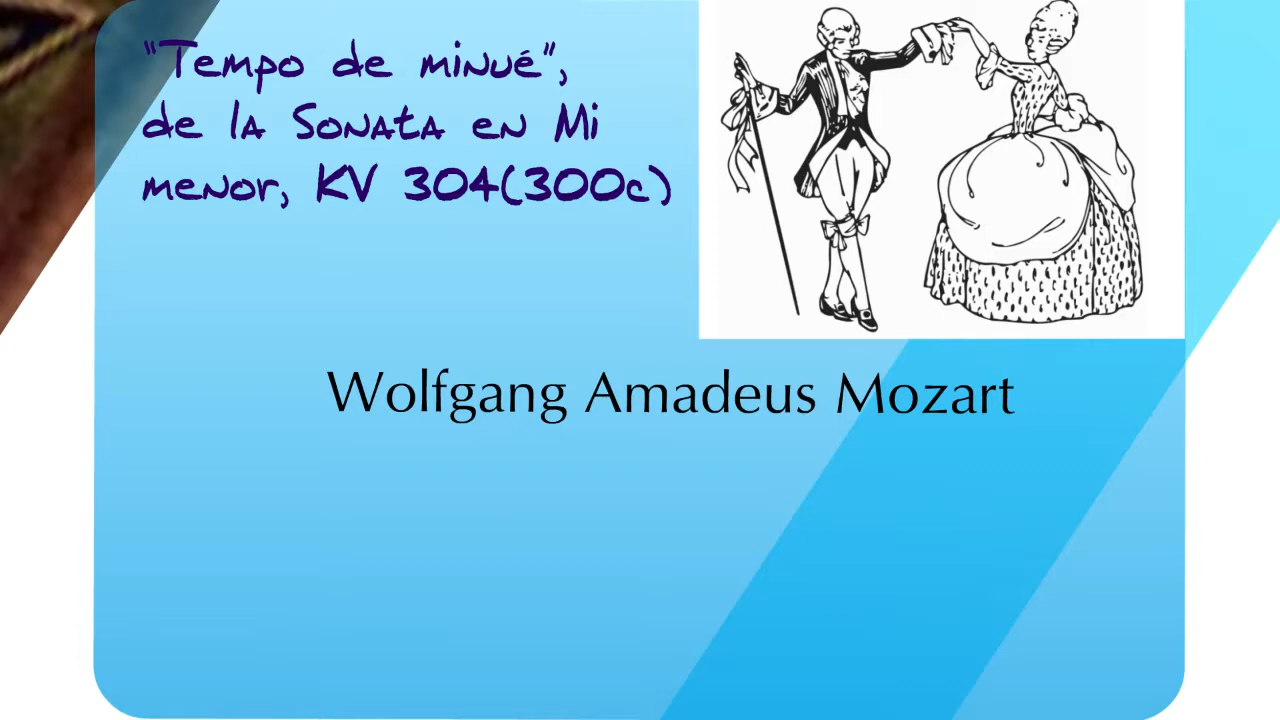 "Tempo de minué",
de la Sonata en Mi
menor, KV 304(300c)
Wolfgang Amadeus Mozart